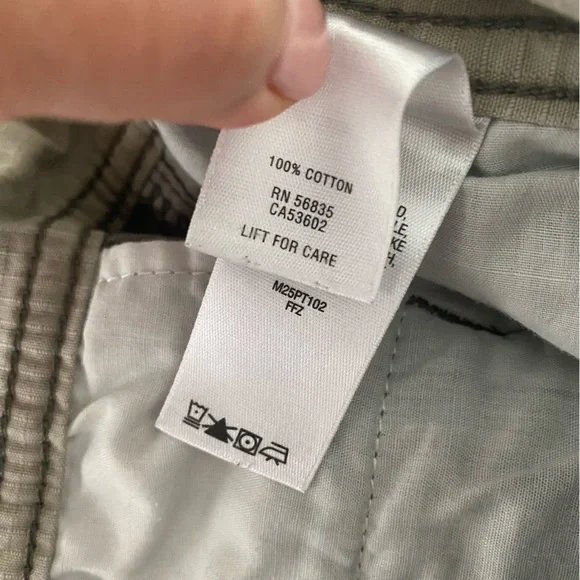 100% COTTON
RN 56835
CA53602
LIFT FOR CARE
M25PT102
FFZ